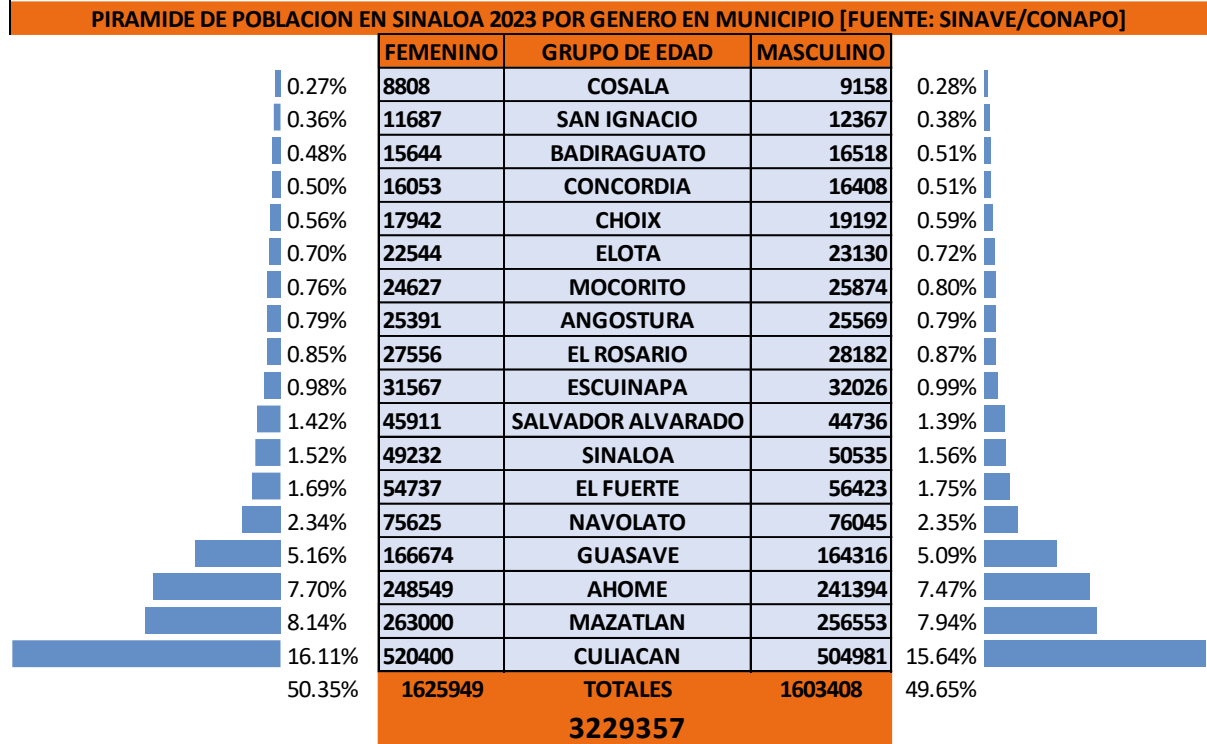 PIRAMIDE DE POBLACION EN SINALOA 2023 POR GENERO EN MUNICIPIO [FUENTE: SINAVE/CONAPO]
FEMENINO GRUPO DE EDAD MASCULINO
0.27% 8808 COSALA 9158 0.28%
0.36% 11687 SAN IGNACIO 12367 0.38%
0.48% 15644 BADIRAGUATO 16518 0.51%
0.50% 16053 CONCORDIA 16408 0.51%
0.56% 17942 CHOIX 19192 0.59%
0.70% 22544 ELOTA 23130 0.72%
0.76% 24627 MOCORITO 25874 0.80%
0.79% 25391 ANGOSTURA 25569 0.79%
0.85% 27556 EL ROSARIO 28182 0.87%
0.98% 31567 ESCUINAPA 32026 0.99%
1.42% 45911 SALVADOR ALVARADO 44736 1.39%
1.52% 49232 SINALOA 50535 1.56%
1.69% 54737 EL FUERTE 56423 1.75%
2.34% 75625 NAVOLATO 76045 2.35%
5.16% 166674 GUASAVE 164316 5.09%
7.70% 248549 AHOME 241394 7.47%
8.14% 263000 MAZATLAN 256553 7.94%
16.11% 520400 CULIACAN 504981 15.64%
50.35% 1625949 TOTALES 1603408 49.65%
3229357